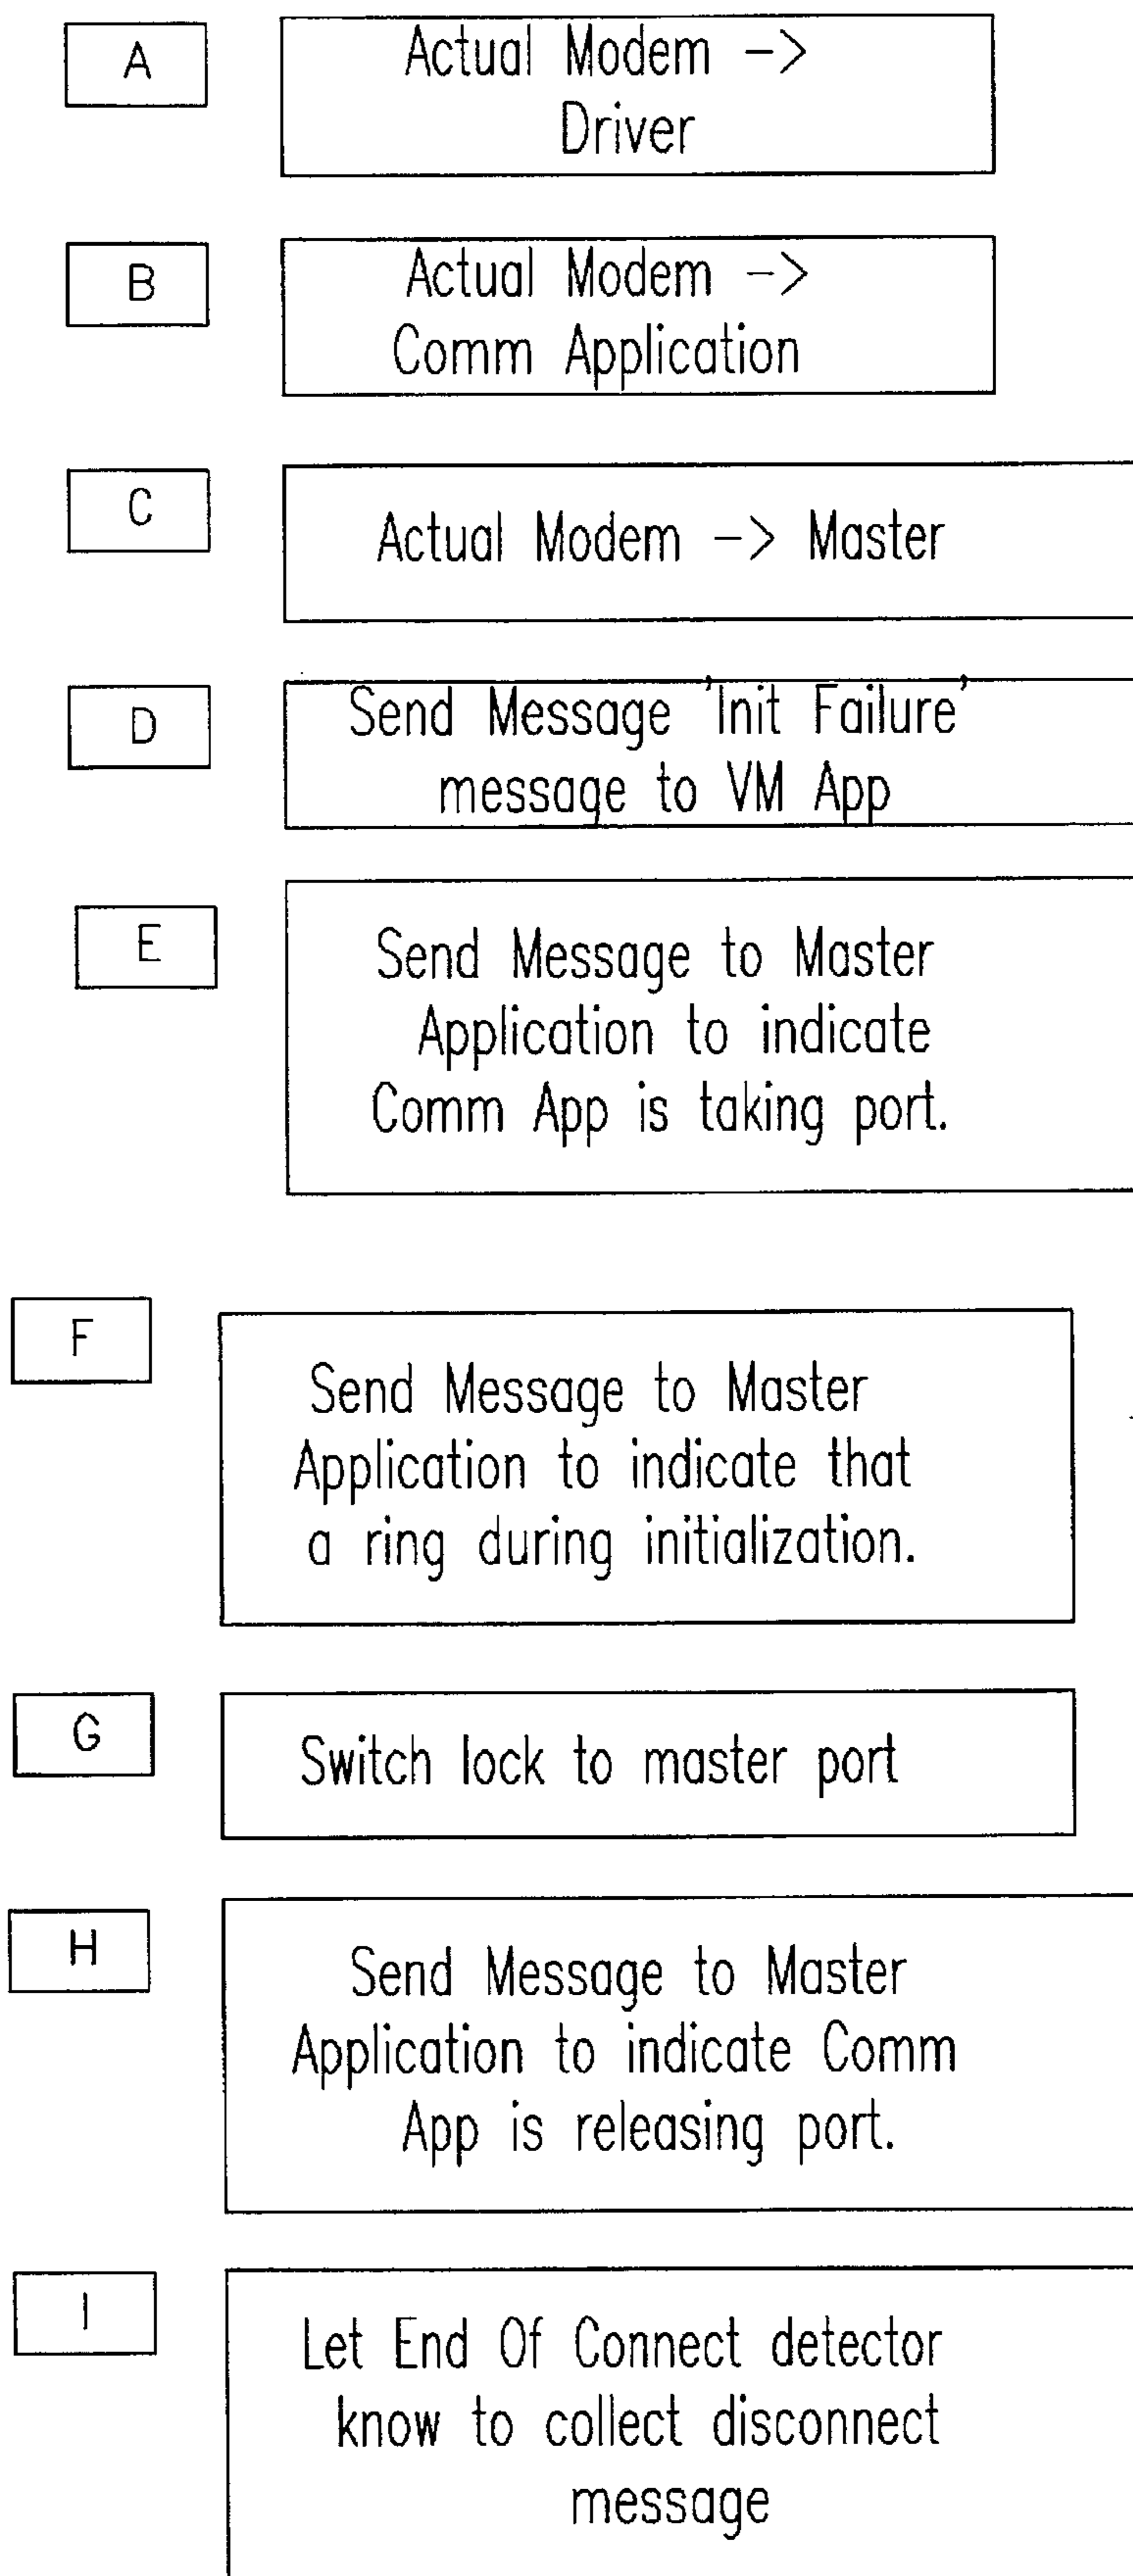 A
Actual Modem ->
Driver
B
Actual Modem ->
Comm Application
C
Actual Modem -> Master
D
Send Message 'Init Failure'
message to VM App
E
Send Message to Master
Application to indicate
Comm App is taking port.
F
Send Message to Master
Application to indicate that
a ring during initialization.
G
Switch lock to master port
H
Send Message to Master
Application to indicate Comm
App is releasing port.
I
Let End Of Connect detector
know to collect disconnect
message